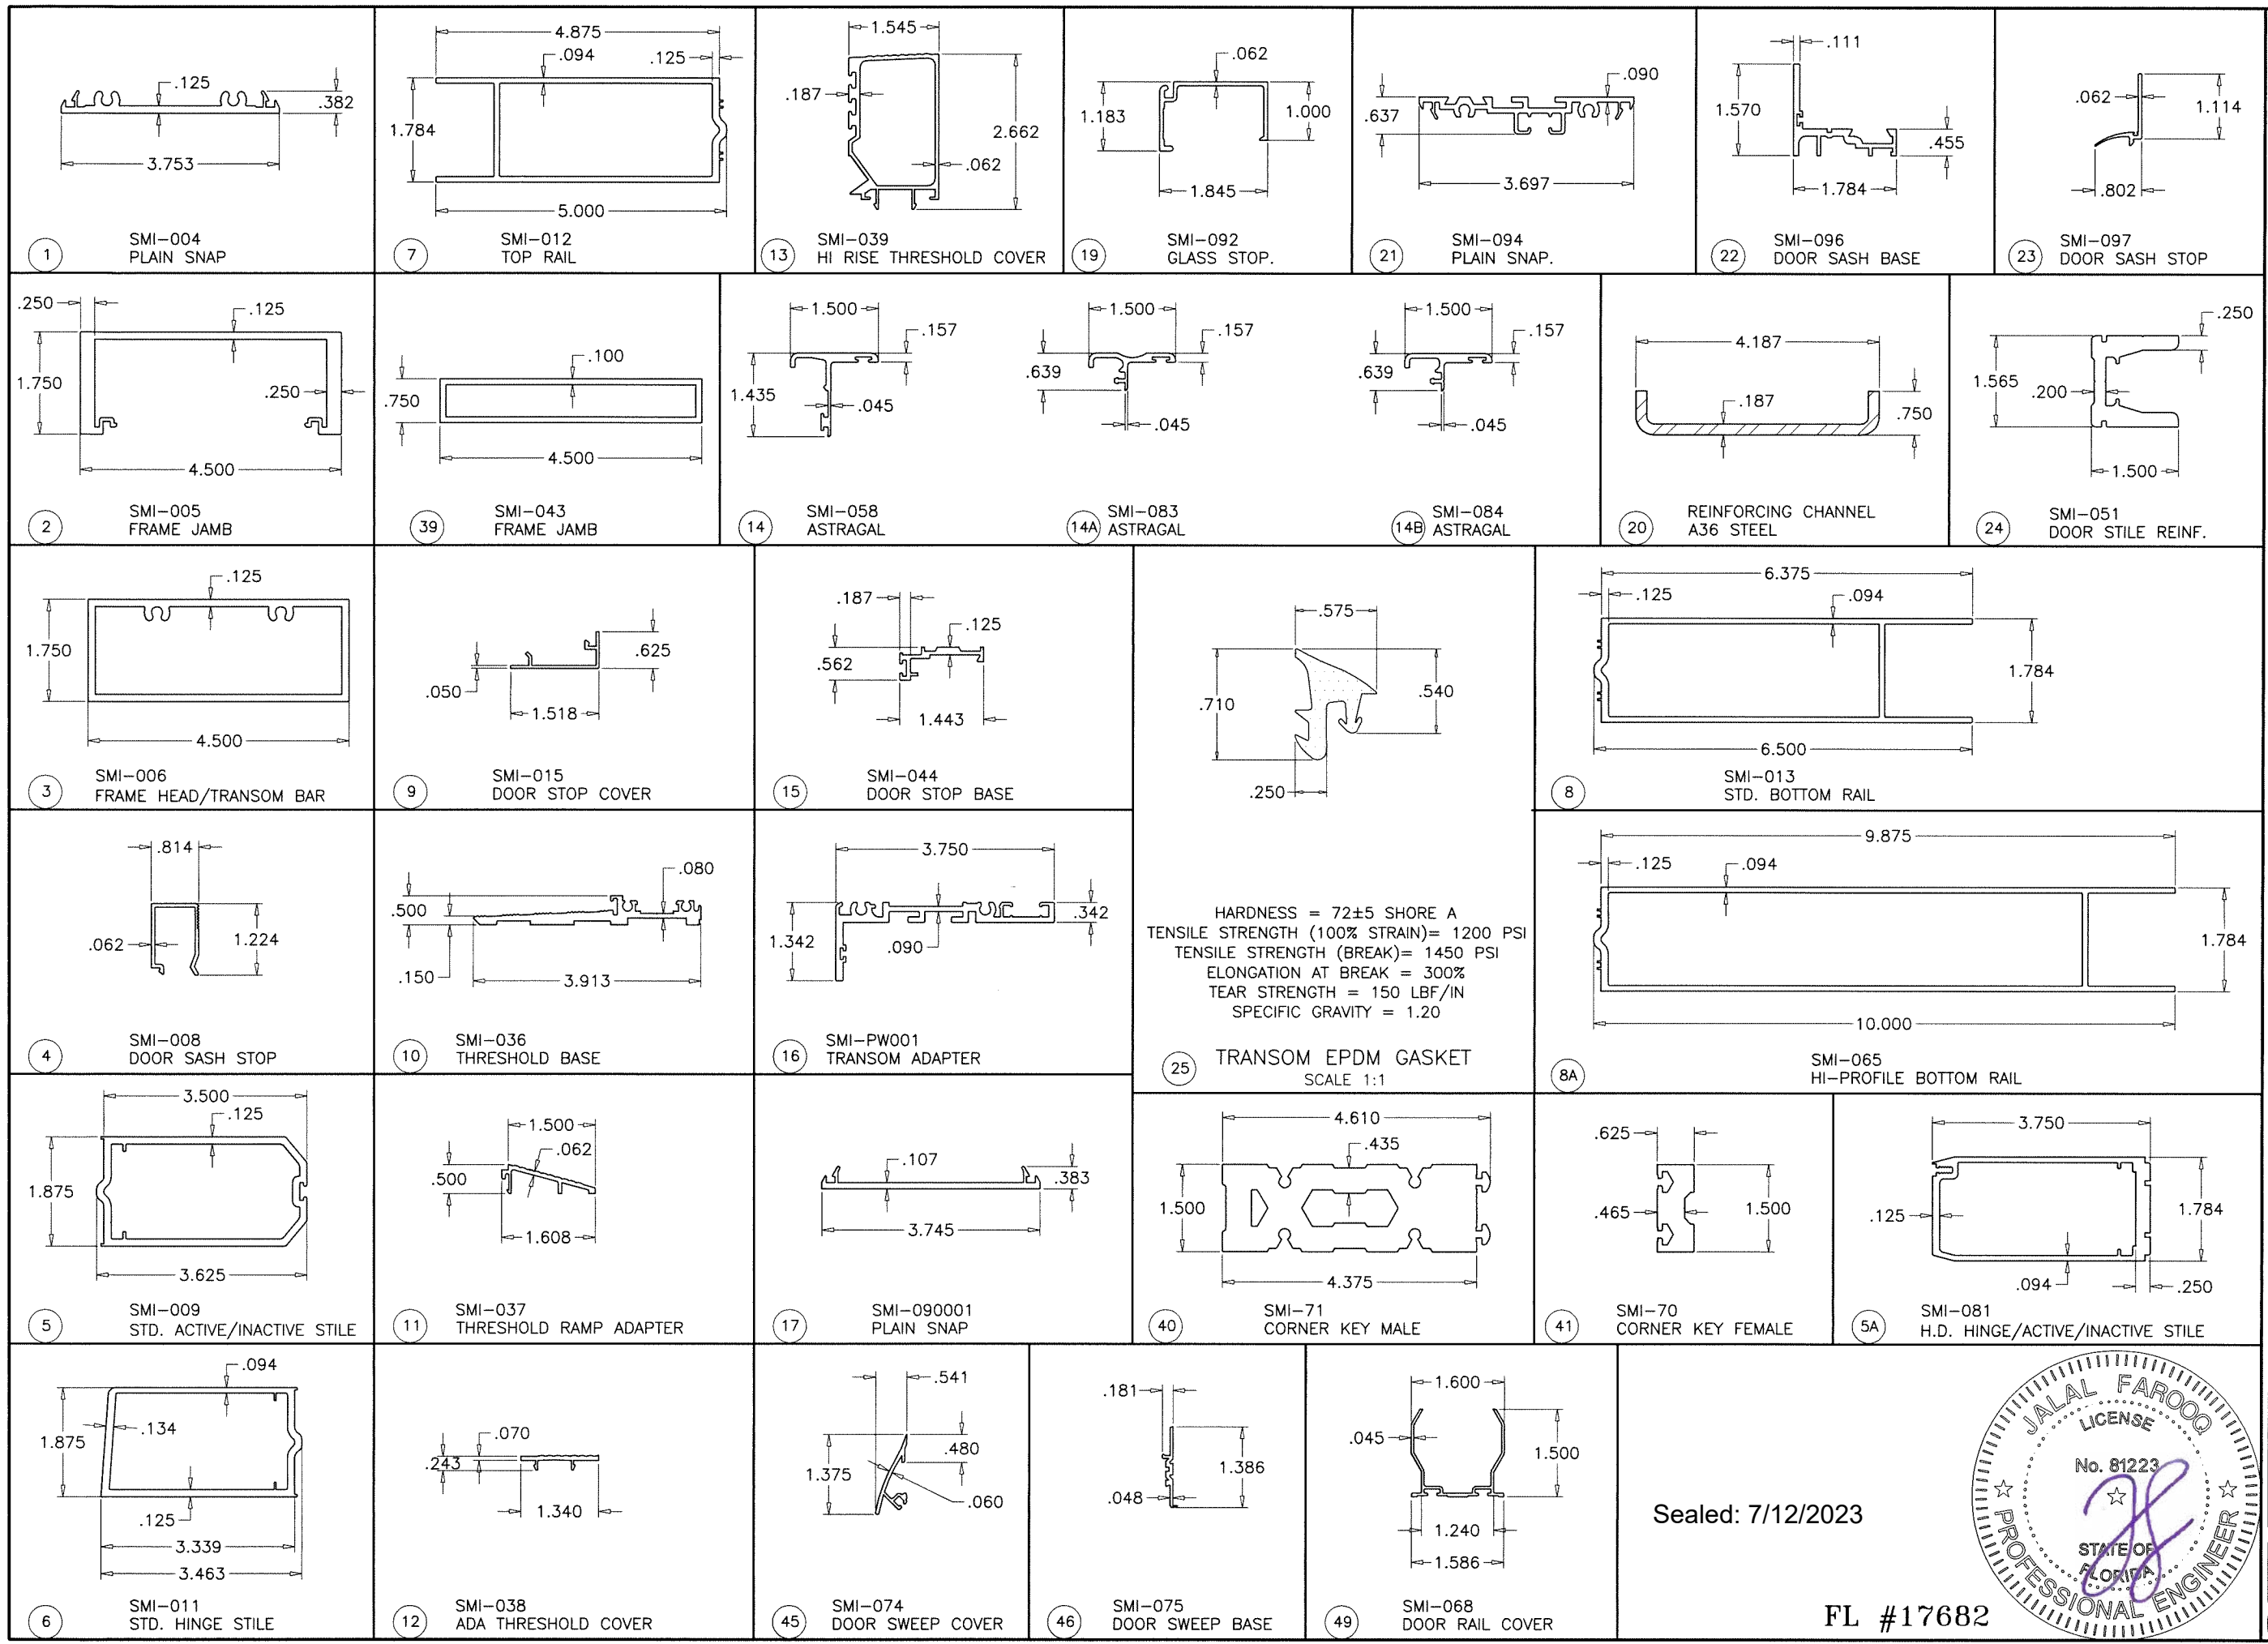 .125
.382
3.753
1
SMI-004
PLAIN SNAP
4.875
.094
.125
1.784
5.000
7
SMI-012
TOP RAIL
1.545
.187
2.662
.062
13
SMI-039
HI RISE THRESHOLD COVER
.062
1.183
1.000
1.845
19
SMI-092
GLASS STOP.
.090
.637
3.697
21
SMI-094
PLAIN SNAP.
.111
1.570
.455
1.784
22
SMI-096
DOOR SASH BASE
.062
1.114
.802
23
SMI-097
DOOR SASH STOP
.250
.125
1.750
.250
4.500
2
SMI-005
FRAME JAMB
.100
.750
4.500
39
SMI-043
FRAME JAMB
1.500
.157
1.435
.045
14
SMI-058
ASTRAGAL
1.500
.157
.639
.045
14A
SMI-083
ASTRAGAL
1.500
.157
.639
.045
14B
SMI-084
ASTRAGAL
4.187
.187
.750
20
REINFORCING CHANNEL
A36 STEEL
.250
1.565
.200
1.500
24
SMI-051
DOOR STILE REINF.
.125
1.750
4.500
3
SMI-006
FRAME HEAD/TRANSOM BAR
.625
.050
1.518
9
SMI-015
DOOR STOP COVER
.187
.125
.562
1.443
15
SMI-044
DOOR STOP BASE
.575
.710
.540
.250
HARDNESS = 72±5 SHORE A
TENSILE STRENGTH (100% STRAIN)= 1200 PSI
TENSILE STRENGTH (BREAK)= 1450 PSI
ELONGATION AT BREAK = 300%
TEAR STRENGTH = 150 LBF/IN
SPECIFIC GRAVITY = 1.20
25
TRANSOM EPDM GASKET
SCALE 1:1
6.375
.125
.094
1.784
6.500
8
SMI-013
STD. BOTTOM RAIL
.814
.062
1.224
4
SMI-008
DOOR SASH STOP
.080
.500
.150
3.913
10
SMI-036
THRESHOLD BASE
3.750
.342
1.342
.090
16
SMI-PW001
TRANSOM ADAPTER
9.875
.125
.094
1.784
10.000
8A
SMI-065
HI-PROFILE BOTTOM RAIL
3.500
.125
1.875
3.625
5
SMI-009
STD. ACTIVE/INACTIVE STILE
1.500
.062
.500
1.608
11
SMI-037
THRESHOLD RAMP ADAPTER
.107
.383
3.745
17
SMI-090001
PLAIN SNAP
4.610
.435
1.500
4.375
40
SMI-71
CORNER KEY MALE
.625
.465
1.500
41
SMI-70
CORNER KEY FEMALE
3.750
.125
1.784
.094
.250
5A
SMI-081
H.D. HINGE/ACTIVE/INACTIVE STILE
.094
.134
1.875
.125
3.339
3.463
6
SMI-011
STD. HINGE STILE
.070
.243
1.340
12
SMI-038
ADA THRESHOLD COVER
.541
.480
1.375
.060
45
SMI-074
DOOR SWEEP COVER
.181
1.386
.048
46
SMI-075
DOOR SWEEP BASE
1.600
.045
1.500
1.240
1.586
49
SMI-068
DOOR RAIL COVER
Sealed: 7/12/2023
JALAL FAROOQ
LICENSE
No. 81223
STATE OF
FLORIDA
PROFESSIONAL ENGINEER
FL #17682